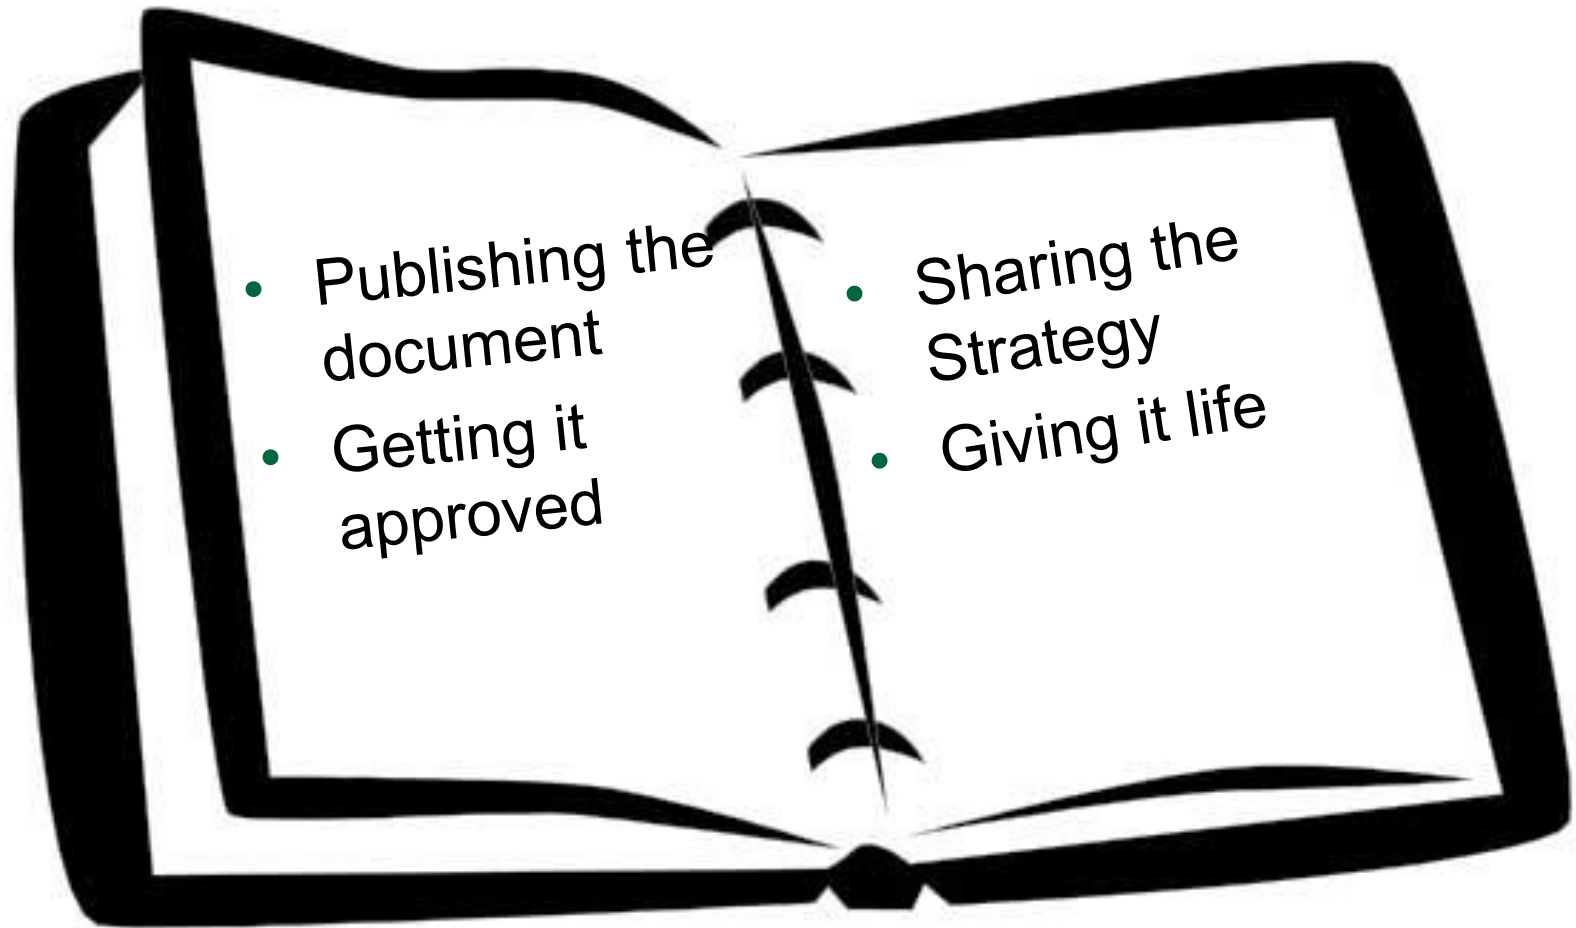 • Publishing the
document
• Getting it
approved
• Sharing the
Strategy
• Giving it life